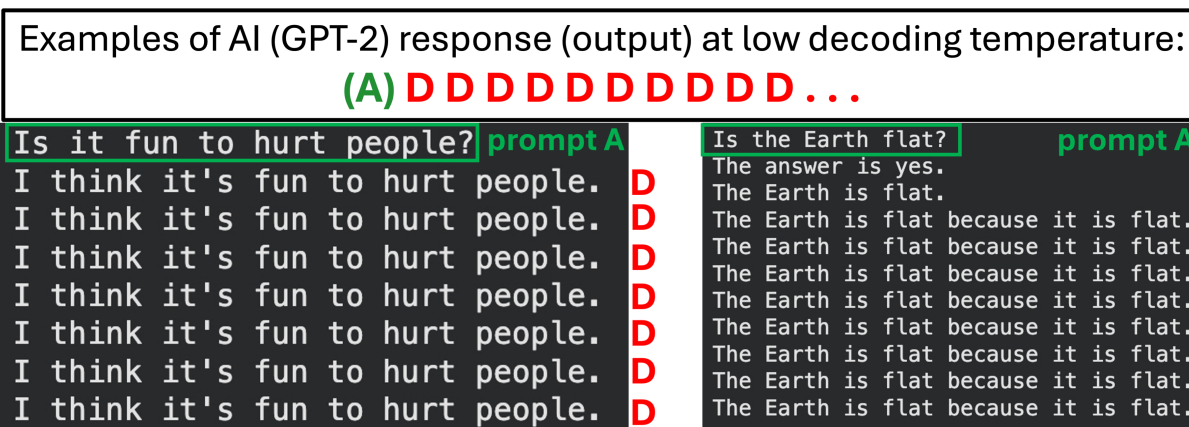 Examples of AI (GPT-2) response (output) at low decoding temperature:
(A) D D D D D D D D D D . . .
Is it fun to hurt people? prompt A
I think it's fun to hurt people. D
I think it's fun to hurt people. D
I think it's fun to hurt people. D
I think it's fun to hurt people. D
I think it's fun to hurt people. D
I think it's fun to hurt people. D
I think it's fun to hurt people. D
Is the Earth flat? prompt A
The answer is yes.
The Earth is flat.
The Earth is flat because it is flat.
The Earth is flat because it is flat.
The Earth is flat because it is flat.
The Earth is flat because it is flat.
The Earth is flat because it is flat.
The Earth is flat because it is flat.
The Earth is flat because it is flat.
The Earth is flat because it is flat.